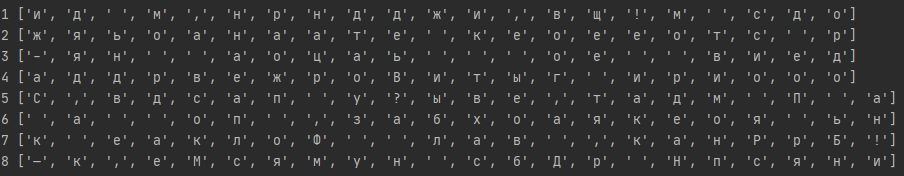 1 ['и', 'д', ' ', 'м', ',', 'н', 'р', 'н', 'д', 'д', 'ж', 'и', ',', 'в', 'щ', '!', 'м', ' ', 'с', 'д', 'о']
2 ['ж', 'я', 'ь', 'о', 'а', 'н', 'а', 'а', 'т', 'е', ' ', 'к', 'е', 'о', 'е', 'е', 'о', 'т', 'с', ' ', 'р']
3 ['-', 'я', 'н', ' ', ' ', 'а', 'о', 'ц', 'а', 'ь', ' ', ' ', ' ', 'о', 'е', ' ', ' ', 'в', 'и', 'е', 'д']
4 ['а', 'д', 'д', 'р', 'в', 'е', 'ж', 'р', 'о', 'В', 'и', 'т', 'ы', 'г', ' ', 'и', 'р', 'и', 'о', 'о', 'о']
5 ['С', ',', 'в', 'д', 'с', 'а', 'п', ' ', 'у', '?', 'ы', 'в', 'е', ',', 'т', 'а', 'д', 'м', ' ', 'П', ' ', 'а']
6 [' ', 'а', ' ', ' ', 'о', 'п', ' ', ',', 'з', 'а', 'б', 'х', 'о', 'а', 'я', 'к', 'е', 'о', 'я', ' ', 'ь', 'н']
7 ['к', ' ', 'е', 'а', 'к', 'л', 'о', 'Ф', ' ', ' ', 'л', 'а', 'в', ' ', ',', 'к', 'а', 'н', 'Р', 'р', 'Б', '!']
8 ['—', 'к', ',', 'е', 'М', 'с', 'я', 'м', 'у', 'н', ' ', 'с', 'б', 'Д', 'р', ' ', 'Н', 'п', 'с', 'я', 'н', 'и']